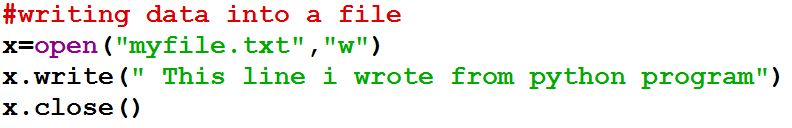 #writing data into a file
x=open("myfile.txt","w")
x.write(" This line i wrote from python program")
x.close()